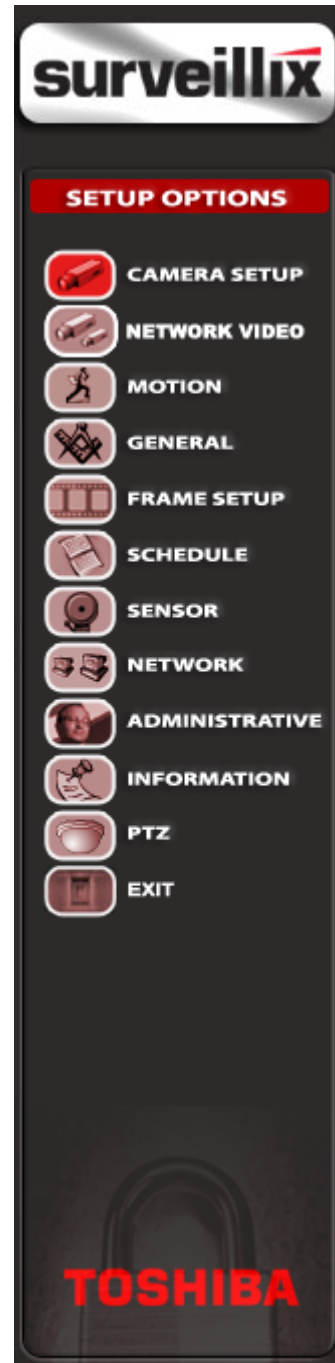 surveillix
SETUP OPTIONS
CAMERA SETUP
NETWORK VIDEO
MOTION
GENERAL
FRAME SETUP
SCHEDULE
SENSOR
NETWORK
ADMINISTRATIVE
INFORMATION
PTZ
EXIT
TOSHIBA